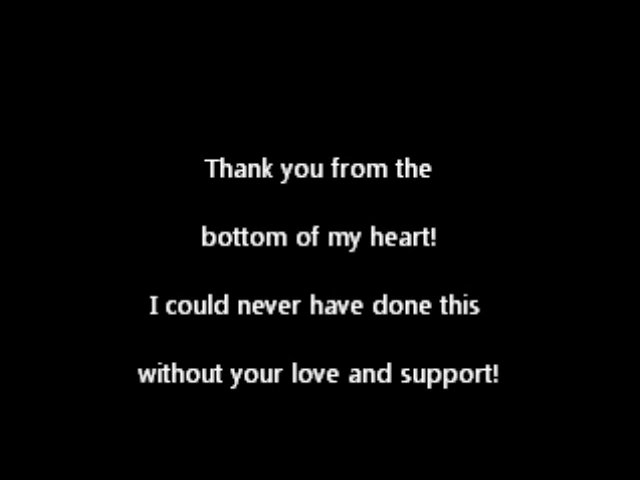 Thank you from the
bottom of my heart!
I could never have done this
without your love and support!